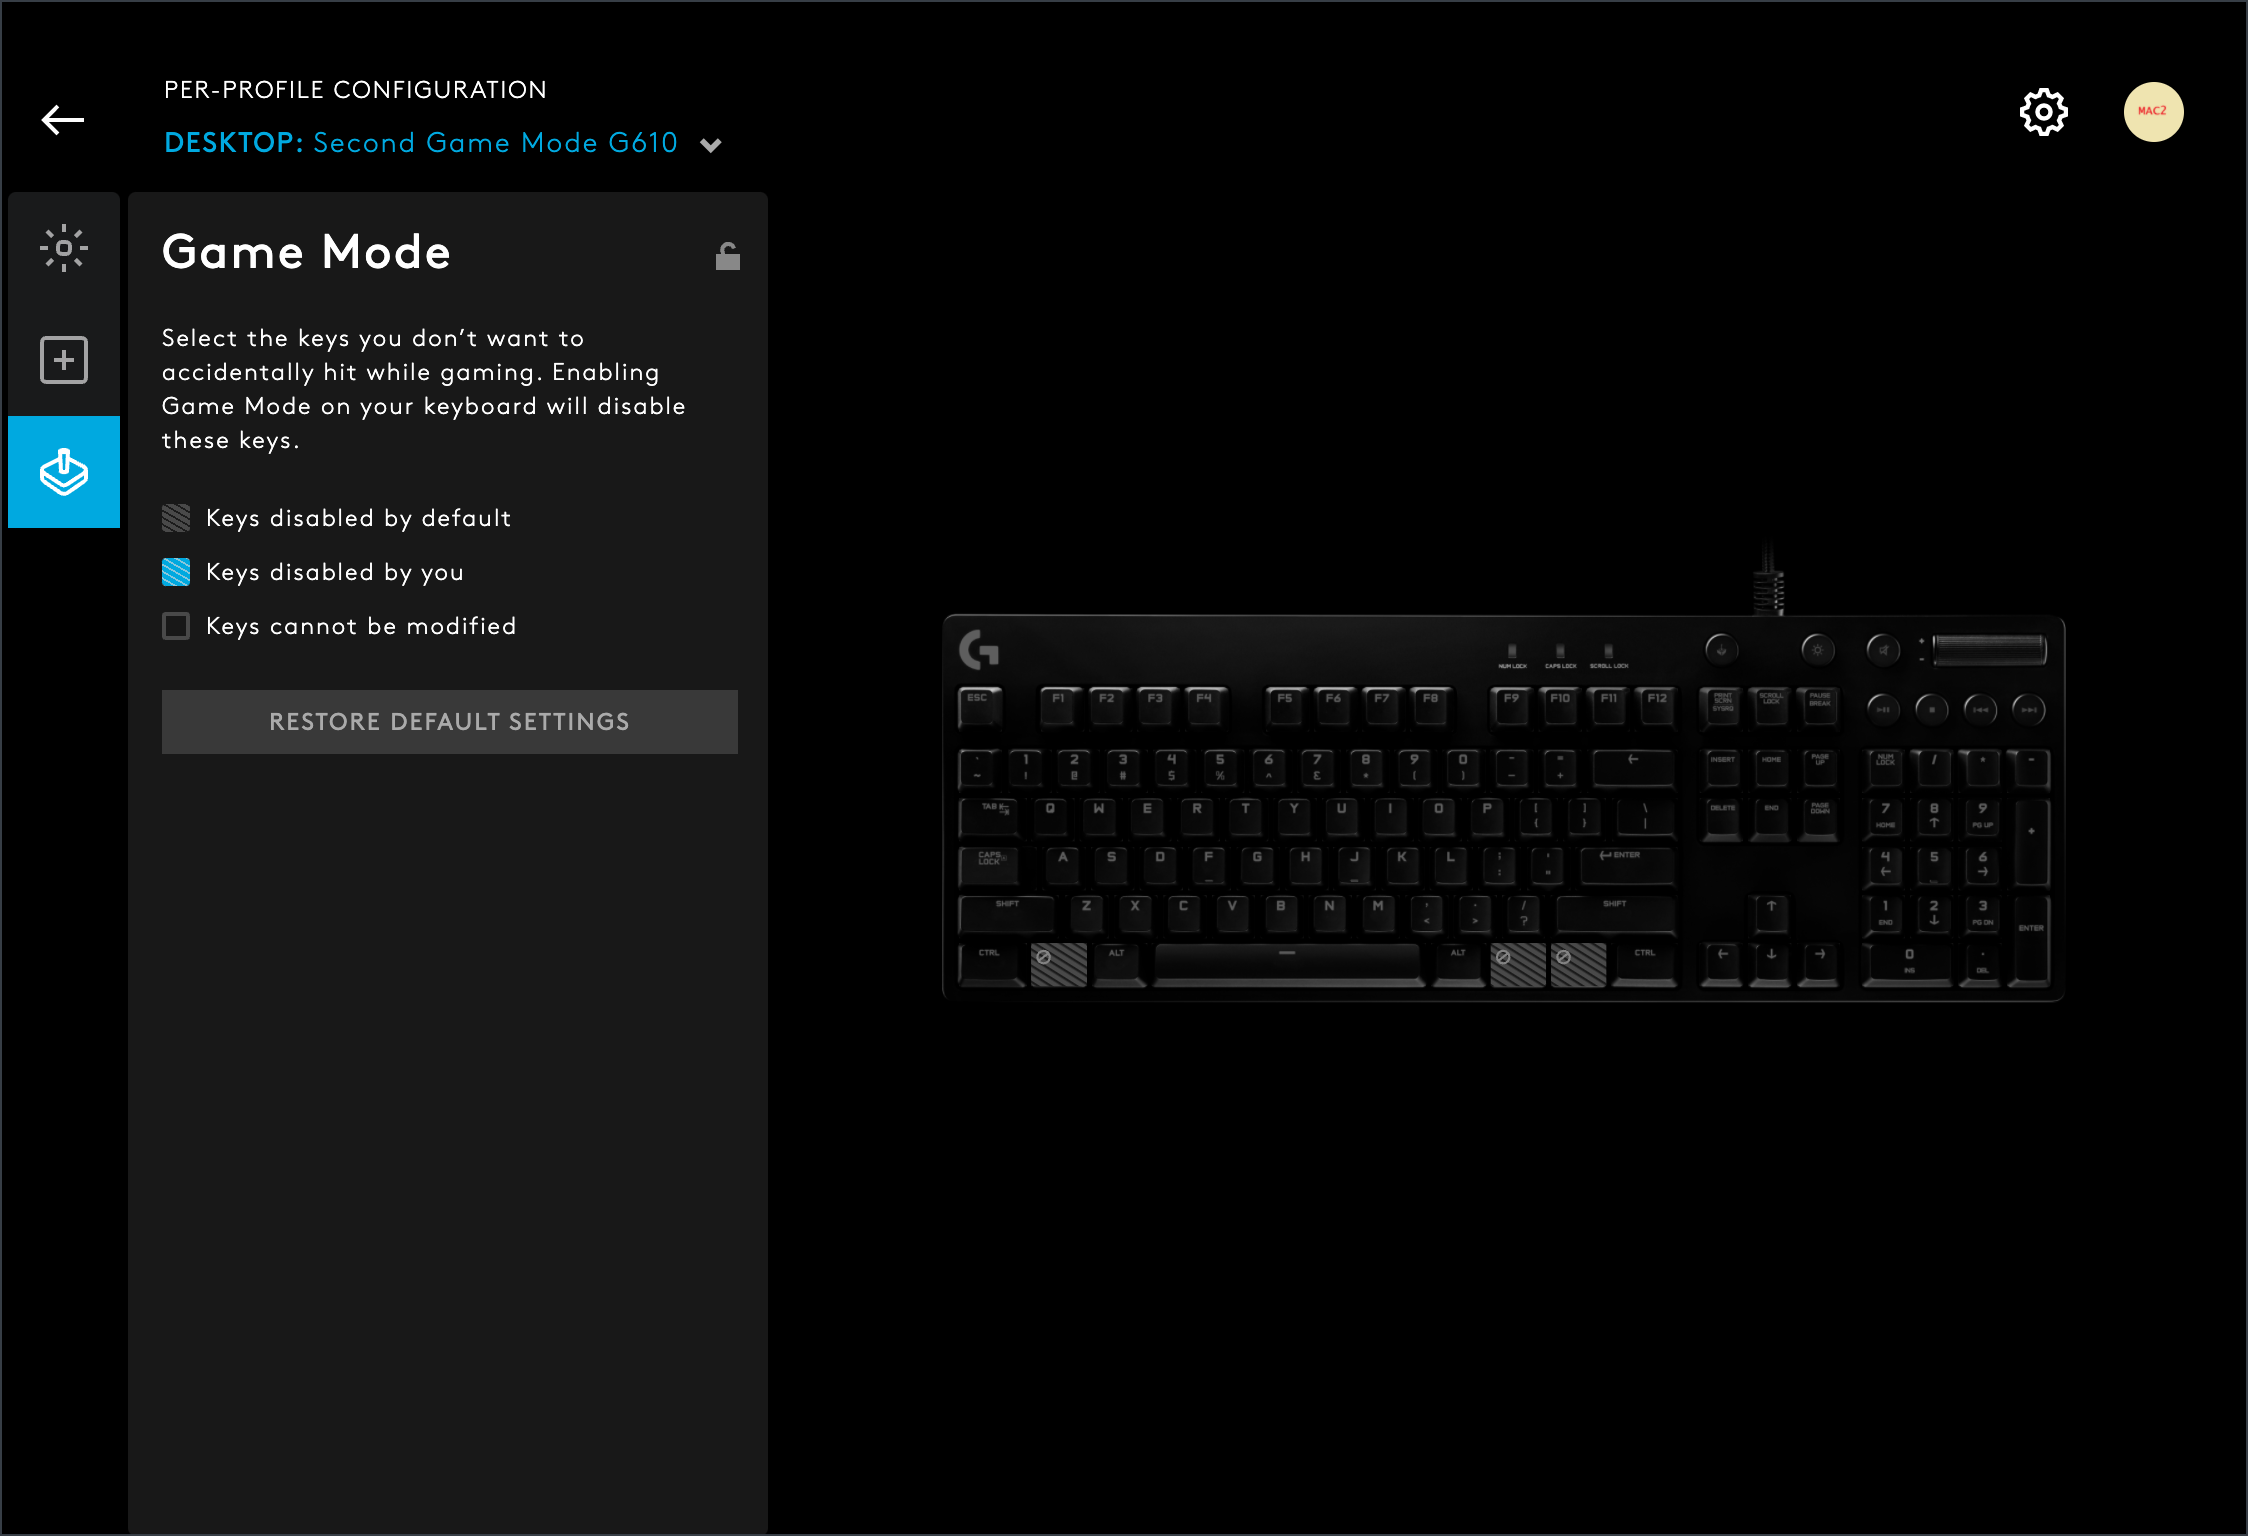 PER-PROFILE CONFIGURATION
DESKTOP: Second Game Mode G610
MAC2
Game Mode
Select the keys you don’t want to
accidentally hit while gaming. Enabling
Game Mode on your keyboard will disable
these keys.
Keys disabled by default
Keys disabled by you
Keys cannot be modified
RESTORE DEFAULT SETTINGS
NUM LOCK CAPS LOCK SCROLL LOCK
ESC F1 F2 F3 F4 F5 F6 F7 F8 F9 F10 F11 F12 PRINT SCRN SYSRQ SCROLL LOCK PAUSE BREAK
1 2 3 4 5 6 7 8 9 0 INSERT HOME PAGE UP NUM LOCK / * -
TAB Q W E R T Y U I O P [ { ] } \ | DELETE END PAGE DOWN 7 HOME 8 9 PG UP +
CAPS LOCK A S D F G H J K L ENTER 4 5 6
SHIFT Z X C V B N M < > / ? SHIFT 1 END 2 3 PG DN ENTER
CTRL ALT ALT CTRL 0 INS . DEL